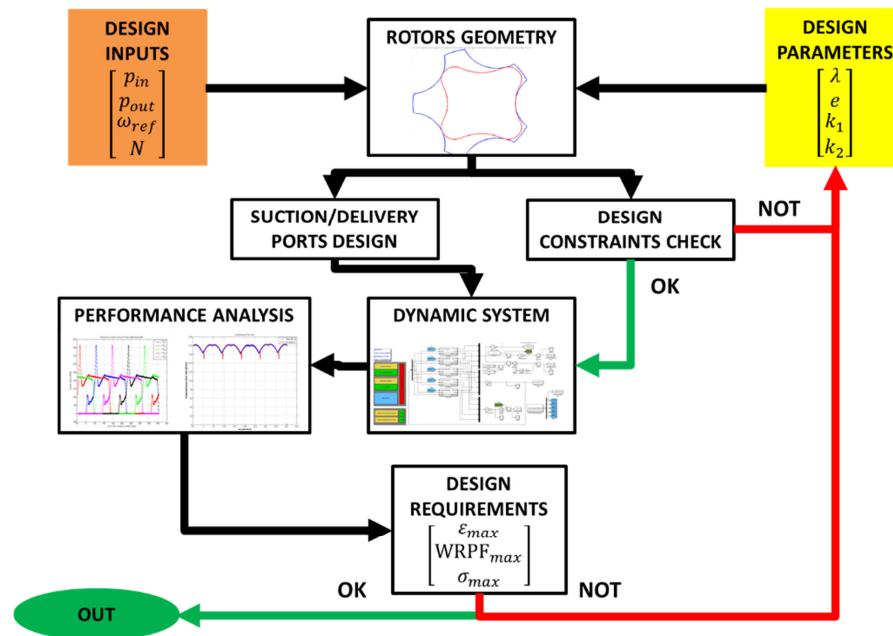 DESIGN
INPUTS
p_in
p_out
ω_ref
N
ROTORS GEOMETRY
DESIGN
PARAMETERS
λ
e
k_1
k_2
SUCTION/DELIVERY
PORTS DESIGN
DESIGN
CONSTRAINTS CHECK
NOT
OK
PERFORMANCE ANALYSIS
DYNAMIC SYSTEM
DESIGN
REQUIREMENTS
ε_max
WRPF_max
σ_max
OK
NOT
OUT